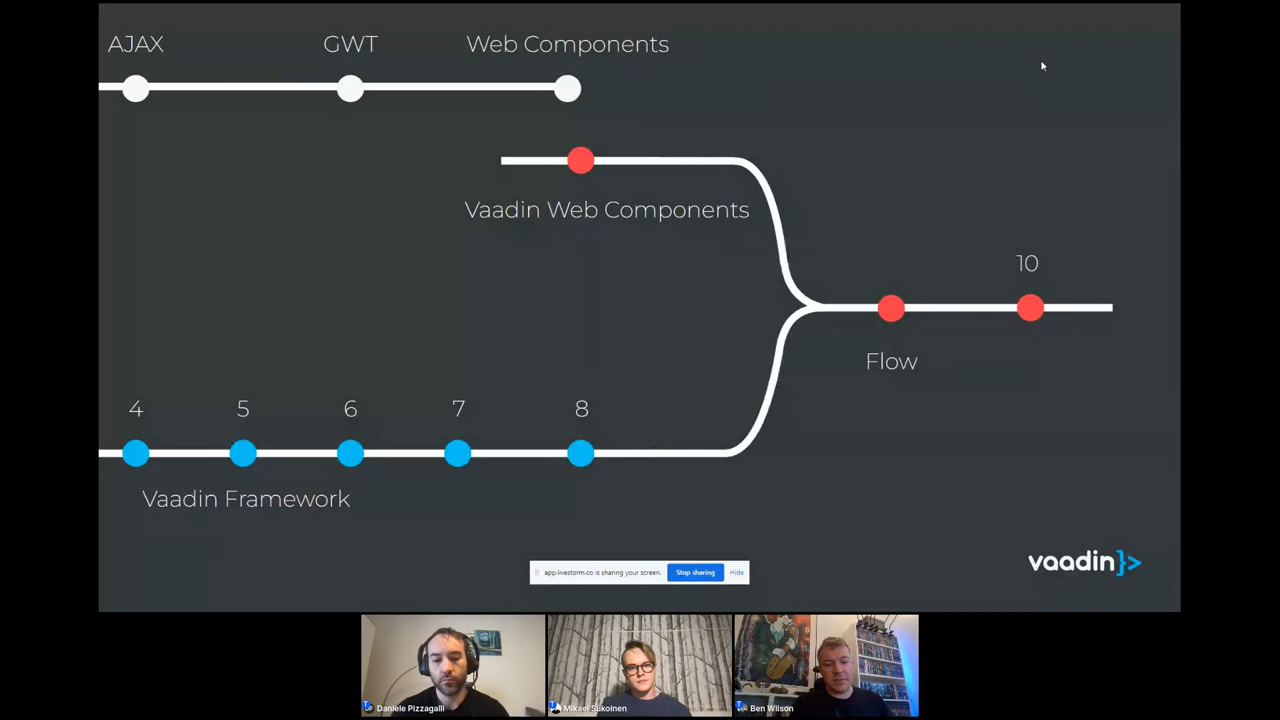 AJAX GWT Web Components
Vaadin Web Components
10
Flow
4 5 6 7 8
Vaadin Framework
vaadin}>
app.livestorm.co is sharing your screen. Stop sharing Hide
Daniele Pizzagalli
Mikael Sukoinen
Ben Wilson